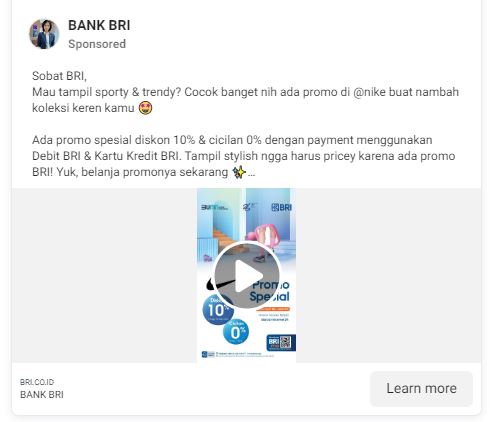 BANK BRI
Sponsored
Sobat BRI,
Mau tampil sporty & trendy? Cocok banget nih ada promo di @nike buat nambah
koleksi keren kamu 🤩
Ada promo spesial diskon 10% & cicilan 0% dengan payment menggunakan
Debit BRI & Kartu Kredit BRI. Tampil stylish ngga harus pricey karena ada promo
BRI! Yuk, belanja promonya sekarang ✨...
BRI
Promo
Spesial
Diskon
10%
Cicilan
0%
BRI
BRI.CO.ID
BANK BRI
Learn more